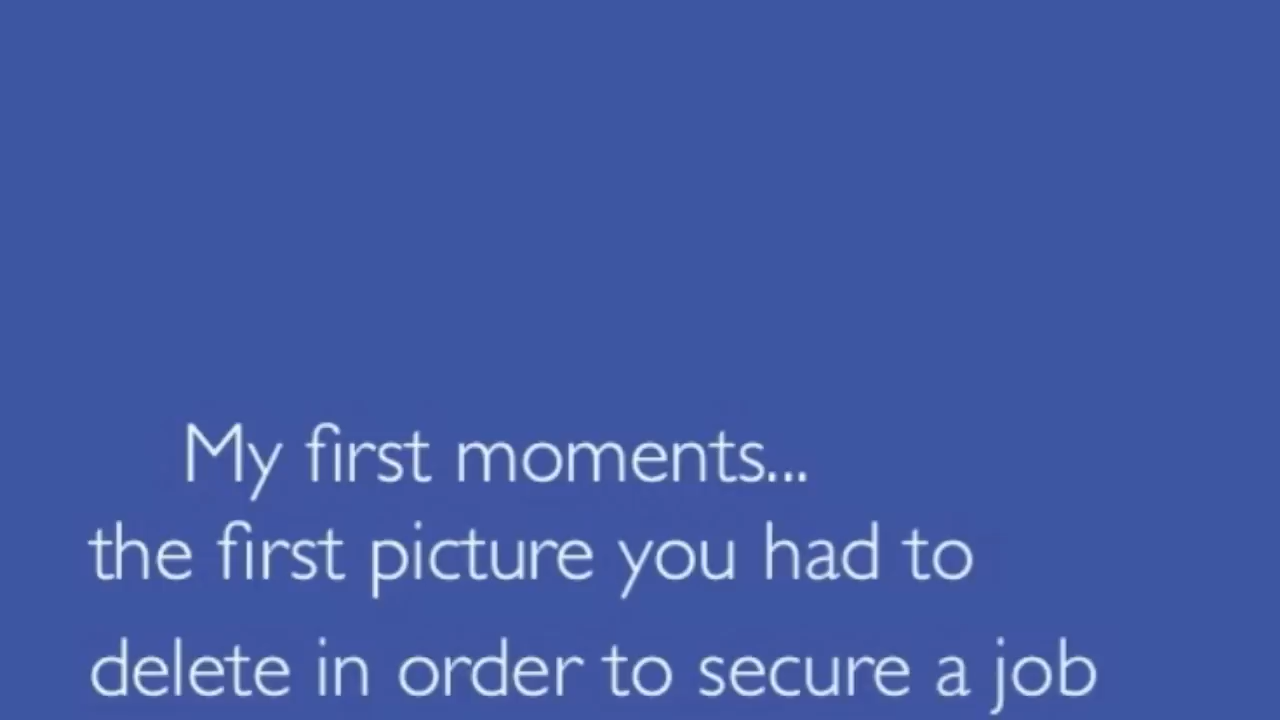 My first moments...
the first picture you had to
delete in order to secure a job